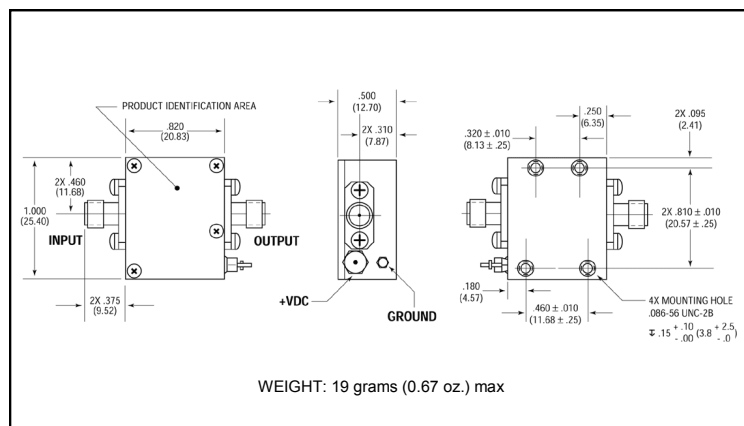 PRODUCT IDENTIFICATION AREA
.820
(20.83)
2X .460
(11.68)
1.000
(25.40)
INPUT
OUTPUT
2X .375
(9.52)
.500
(12.70)
2X .310
(7.87)
+VDC
GROUND
.250
(6.35)
.320 ± .010
(8.13 ± .25)
2X .095
(2.41)
2X .810 ± .010
(20.57 ± .25)
.180
(4.57)
.460 ± .010
(11.68 ± .25)
4X MOUNTING HOLE
.086-56 UNC-2B
↧ .15 + .10 - .00 (3.8 + 2.5 - .0 )
WEIGHT: 19 grams (0.67 oz.) max